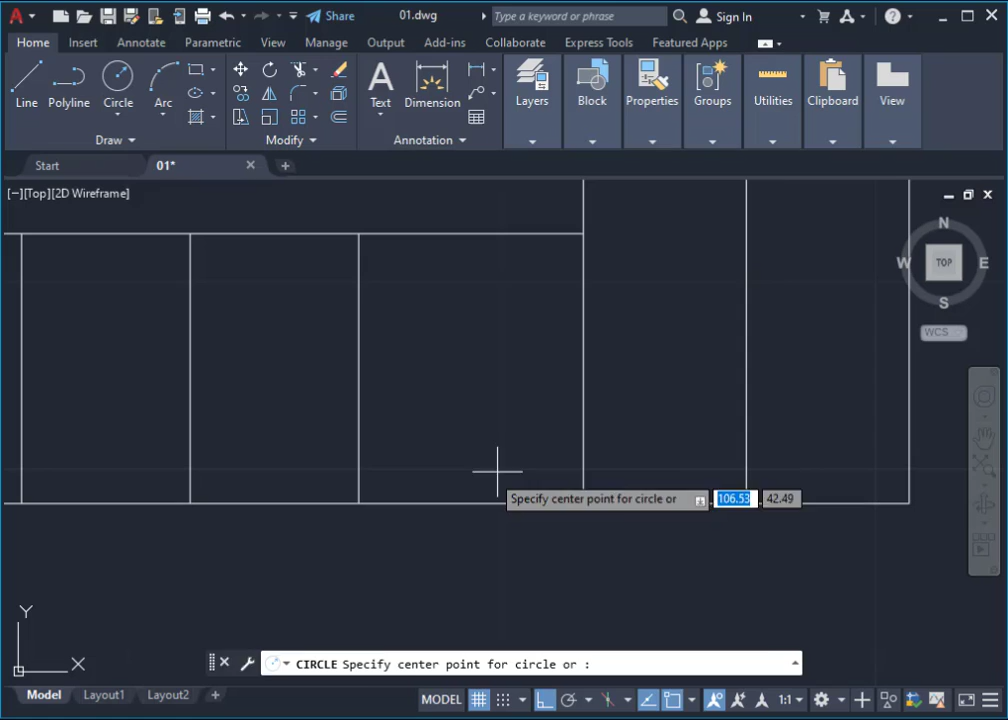 A Share 01.dwg Type a keyword or phrase Sign In ?
Home Insert Annotate Parametric View Manage Output Add-ins Collaborate Express Tools Featured Apps
Line Polyline Circle Arc A Text Dimension Layers Block Properties Groups Utilities Clipboard View
Draw Modify Annotation
Start 01* +
[−][Top][2D Wireframe]
N
W TOP E
S
WCS
Specify center point for circle or 106.53 42.49
Y
X
CIRCLE Specify center point for circle or :
Model Layout1 Layout2 + MODEL 1:1